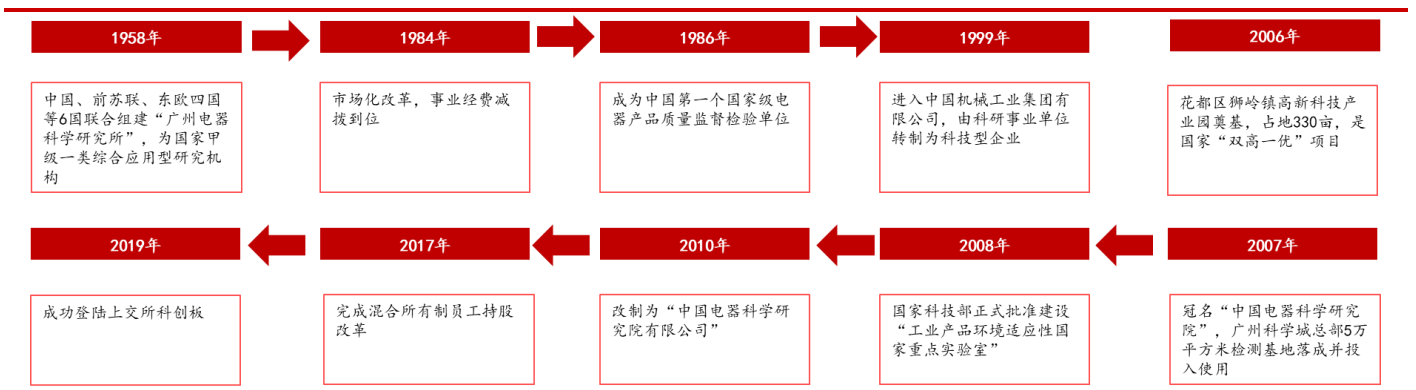 1958年
中国、前苏联、东欧四国
等6国联合组建“广州电器
科学研究所”，为国家甲
级一类综合应用型研究机
构
1984年
市场化改革，事业经费减
拨到位
1986年
成为中国第一个国家级电
器产品质量监督检验单位
1999年
进入中国机械工业集团有
限公司，由科研事业单位
转制为科技型企业
2006年
花都区狮岭镇高新科技产
业园奠基，占地330亩，是
国家“双高一优”项目
2007年
冠名“中国电器科学研究
院”，广州科学城总部5万
平方米检测基地落成并投
入使用
2008年
国家科技部正式批准建设
“工业产品环境适应性国
家重点实验室”
2010年
改制为“中国电器科学研
究院有限公司”
2017年
完成混合所有制员工持股
改革
2019年
成功登陆上交所科创板